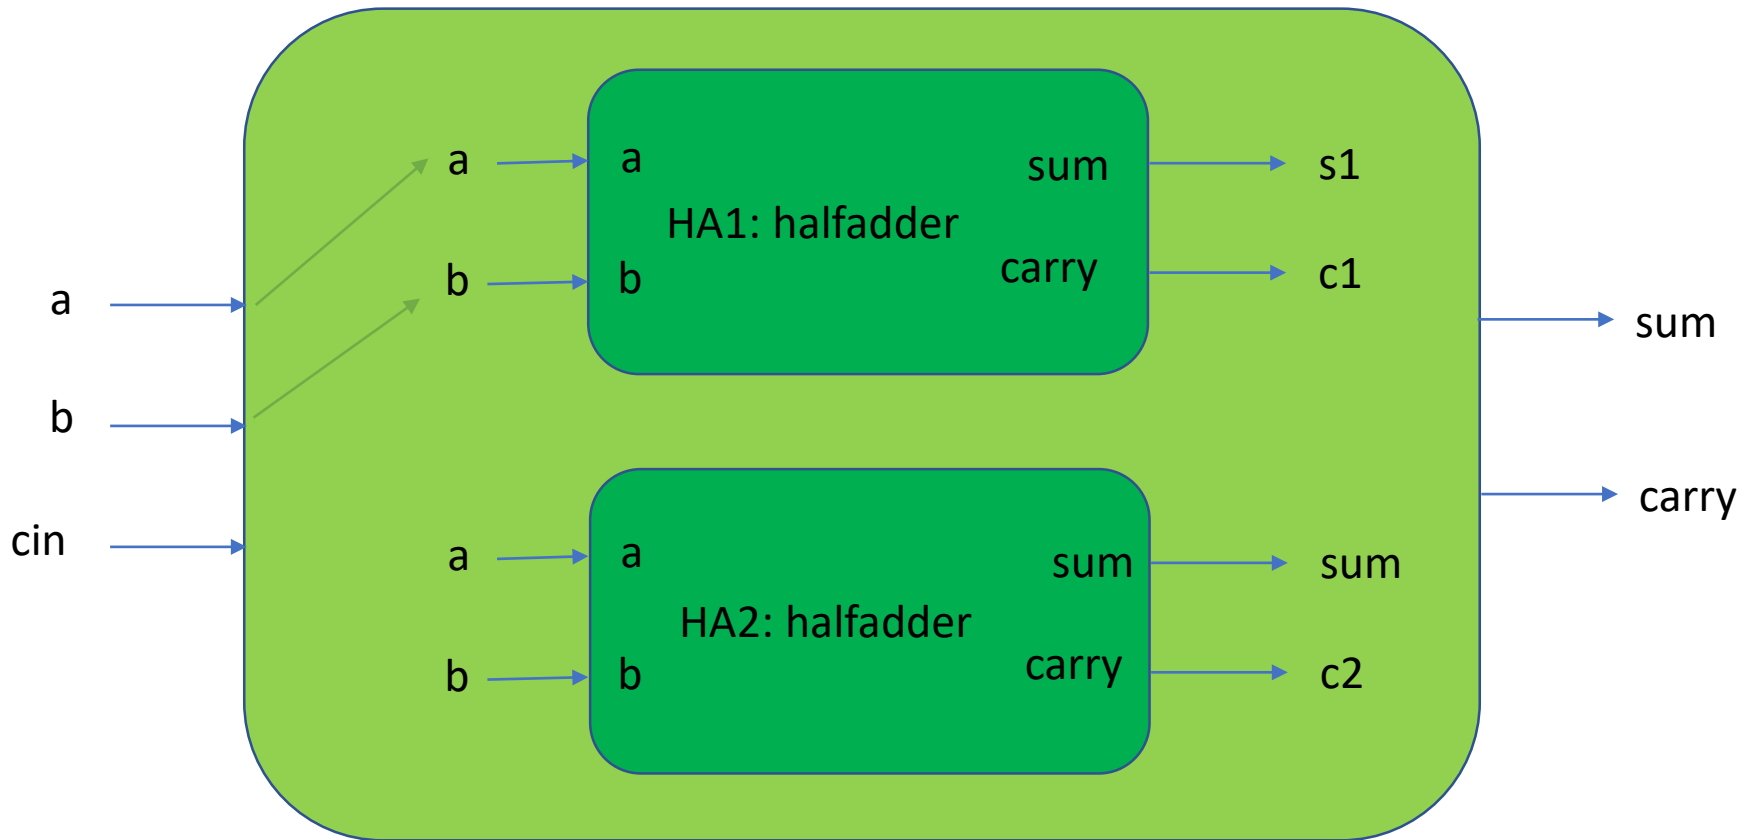 a
b
cin
a
b
a
b
HA1: halfadder
sum
carry
s1
c1
a
b
a
b
HA2: halfadder
sum
carry
sum
c2
sum
carry